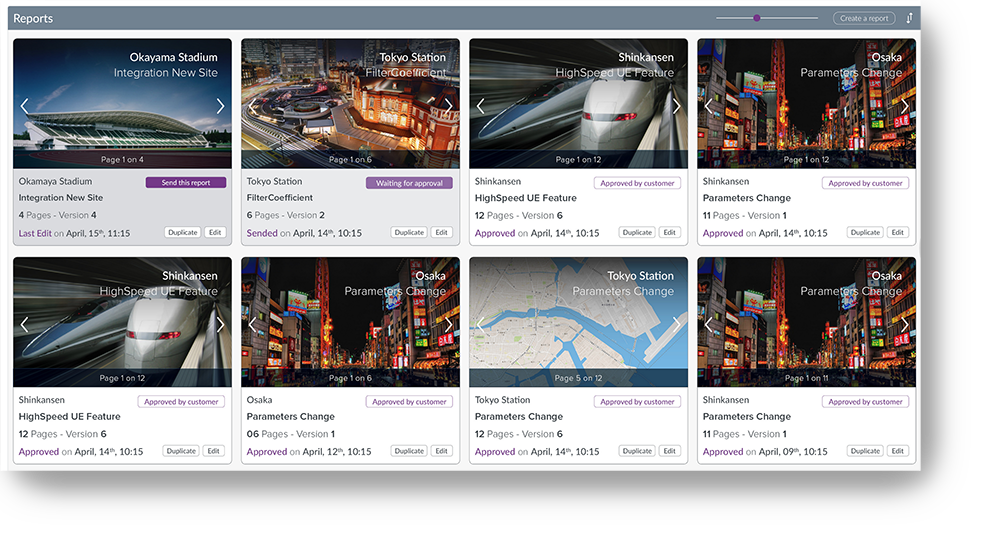 Reports
Create a report
Okayama Stadium
Integration New Site
Page 1 on 4
Okamaya Stadium
Send this report
Integration New Site
4 Pages - Version 4
Last Edit on April, 15th, 11:15
Duplicate
Edit
Tokyo Station
FilterCoefficient
Page 1 on 6
Tokyo Station
Waiting for approval
FilterCoefficient
6 Pages - Version 2
Sended on April, 14th, 10:15
Duplicate
Edit
Shinkansen
HighSpeed UE Feature
Page 1 on 12
Shinkansen
Approved by customer
HighSpeed UE Feature
12 Pages - Version 6
Approved on April, 14th, 10:15
Duplicate
Edit
Osaka
Parameters Change
Page 1 on 12
Shinkansen
Approved by customer
Parameters Change
11 Pages - Version 1
Approved on April, 14th, 10:15
Duplicate
Edit
Shinkansen
HighSpeed UE Feature
Page 1 on 12
Shinkansen
Approved by customer
HighSpeed UE Feature
12 Pages - Version 6
Approved on April, 14th, 10:15
Duplicate
Edit
Osaka
Parameters Change
Page 1 on 6
Osaka
Approved by customer
Parameters Change
06 Pages - Version 1
Approved on April, 12th, 10:15
Duplicate
Edit
Tokyo Station
Parameters Change
Page 5 on 12
Tokyo Station
Approved by customer
Parameters Change
12 Pages - Version 6
Approved on April, 14th, 10:15
Duplicate
Edit
Osaka
Parameters Change
Page 1 on 11
Shinkansen
Approved by customer
Parameters Change
11 Pages - Version 1
Approved on April, 09th, 10:15
Duplicate
Edit